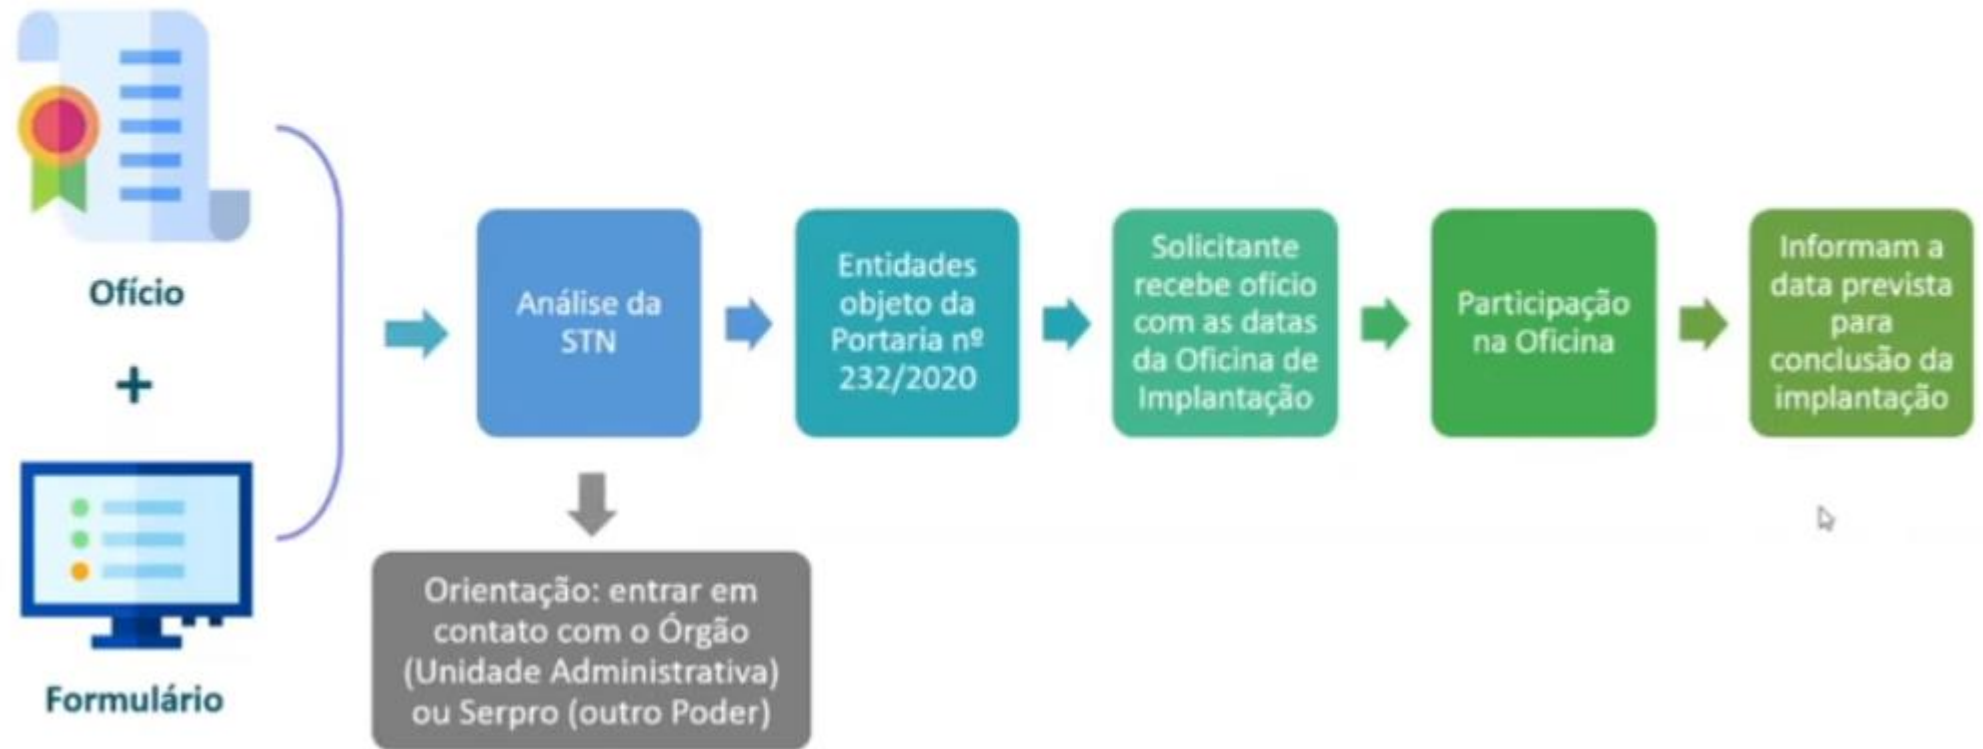 Ofício
+
Formulário
Análise da
STN
Entidades
objeto da
Portaria nº
232/2020
Solicitante
recebe ofício
com as datas
da Oficina de
Implantação
Participação
na Oficina
Informam a
data prevista
para
conclusão da
implantação
Orientação: entrar em
contato com o Órgão
(Unidade Administrativa)
ou Serpro (outro Poder)